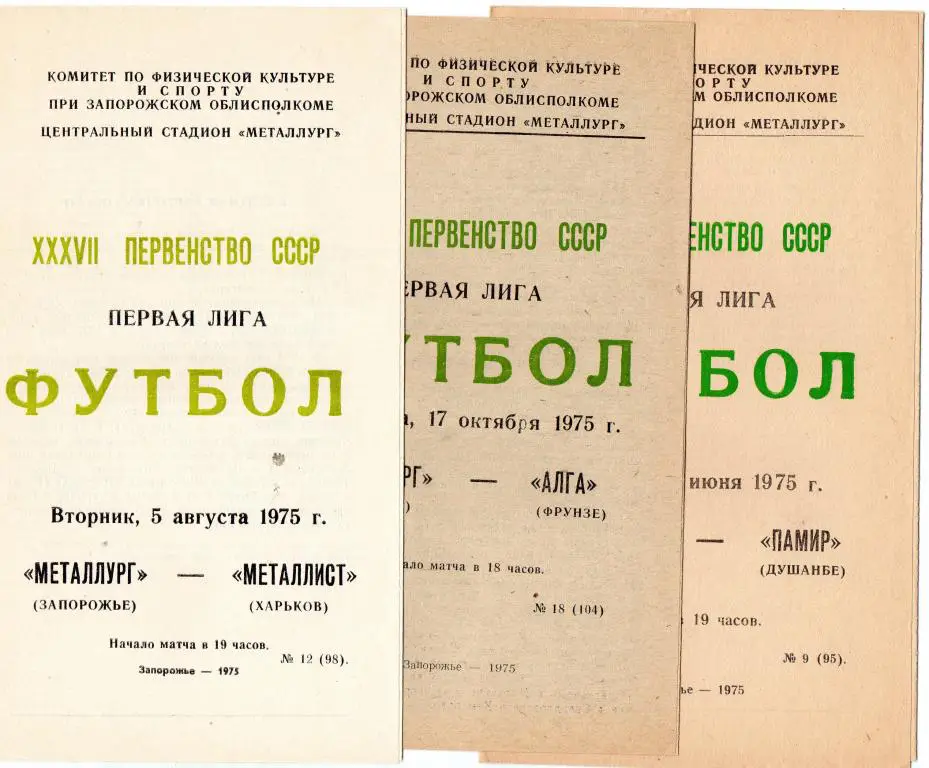 КОМИТЕТ ПО ФИЗИЧЕСКОЙ КУЛЬТУРЕ
И СПОРТУ
ПРИ ЗАПОРОЖСКОМ ОБЛИСПОЛКОМЕ
ЦЕНТРАЛЬНЫЙ СТАДИОН «МЕТАЛЛУРГ»
XXXVII ПЕРВЕНСТВО СССР
ПЕРВАЯ ЛИГА
ФУТБОЛ
Вторник, 5 августа 1975 г.
«МЕТАЛЛУРГ» — «МЕТАЛЛИСТ»
(ЗАПОРОЖЬЕ) (ХАРЬКОВ)
Начало матча в 19 часов.
№ 12 (98).
Запорожье — 1975
ПО ФИЗИЧЕСКОЙ КУЛЬТУРЕ
И СПОРТУ
ОРОЖСКОМ ОБЛИСПОЛКОМЕ
НЫЙ СТАДИОН «МЕТАЛЛУРГ»
ПЕРВЕНСТВО СССР
ЕРВАЯ ЛИГА
УТБОЛ
а, 17 октября 1975 г.
РГ» — «АЛГА»
) (ФРУНЗЕ)
ало матча в 18 часов.
№ 18 (104)
Запорожье — 1975
ИЧЕСКОЙ КУЛЬТУРЕ
ОРТУ
ОМ ОБЛИСПОЛКОМЕ
ДИОН «МЕТАЛЛУРГ»
ЕНСТВО СССР
Я ЛИГА
БОЛ
июня 1975 г.
— «ПАМИР»
(ДУШАНБЕ)
в 19 часов.
№ 9 (95).
ье — 1975